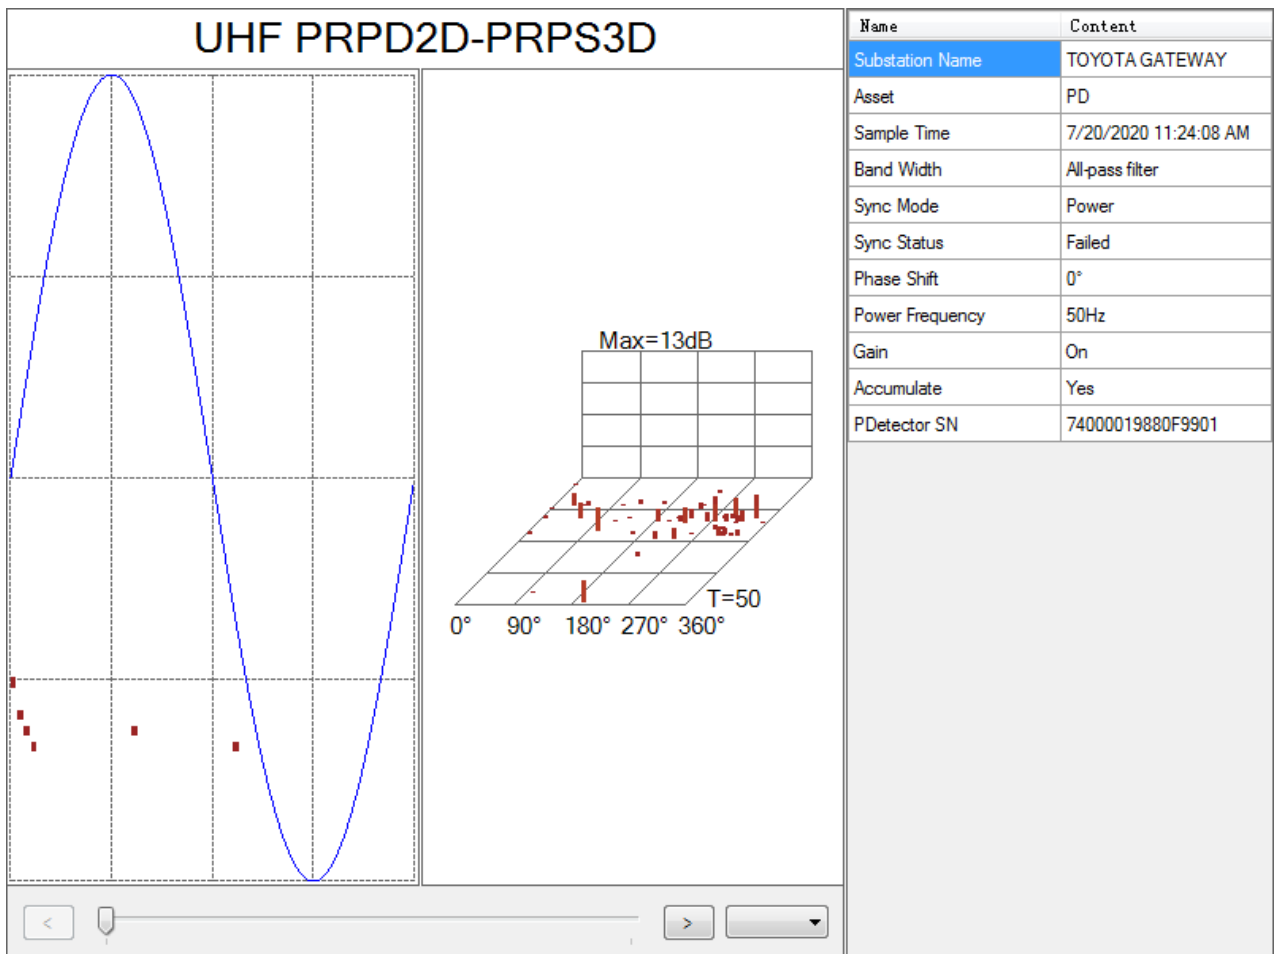 UHF PRPD2D-PRPS3D
Max=13dB
T=50
0° 90° 180° 270° 360°
< >
Name Content
Substation Name TOYOTA GATEWAY
Asset PD
Sample Time 7/20/2020 11:24:08 AM
Band Width All-pass filter
Sync Mode Power
Sync Status Failed
Phase Shift 0°
Power Frequency 50Hz
Gain On
Accumulate Yes
PDetector SN 74000019880F9901